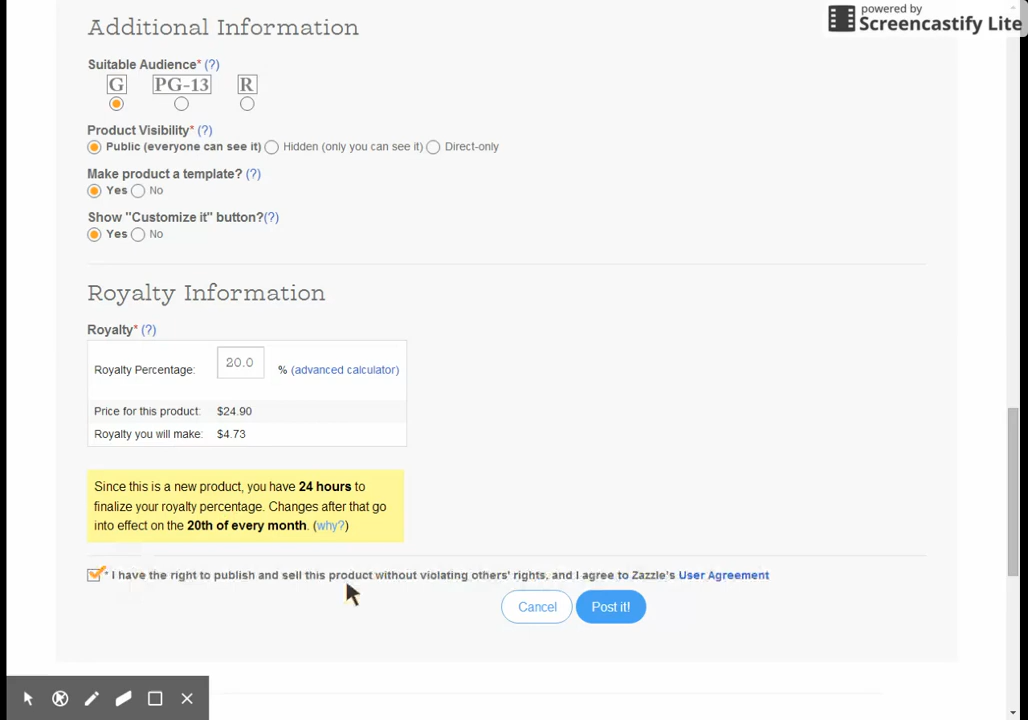 powered by
Screencastify Lite
Additional Information
Suitable Audience* (?)
G PG-13 R
Product Visibility* (?)
Public (everyone can see it) Hidden (only you can see it) Direct-only
Make product a template? (?)
Yes No
Show "Customize it" button?(?)
Yes No
Royalty Information
Royalty* (?)
Royalty Percentage: 20.0 % (advanced calculator)
Price for this product: $24.90
Royalty you will make: $4.73
Since this is a new product, you have 24 hours to
finalize your royalty percentage. Changes after that go
into effect on the 20th of every month. (why?)
* I have the right to publish and sell this product without violating others' rights, and I agree to Zazzle's User Agreement
Cancel Post it!